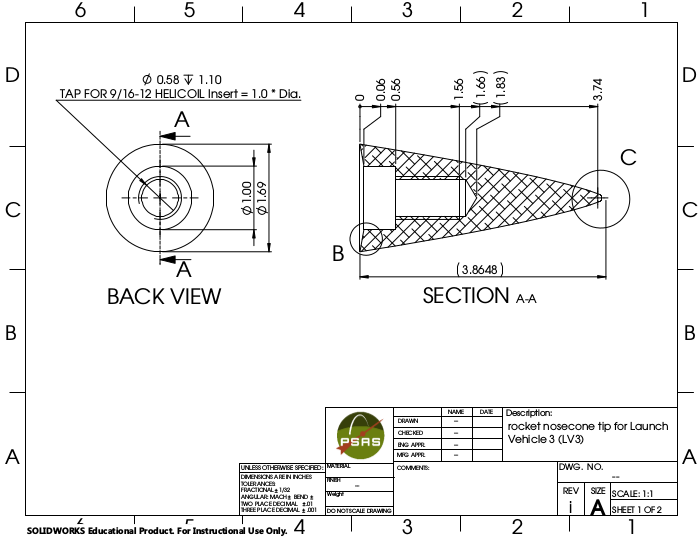 6 5 4 3 2 1
D D
Ø 0.58 ↧ 1.10
TAP FOR 9/16-12 HELICOIL Insert = 1.0 * Dia.
A
0
0.06
0.56
1.56
(1.66)
(1.83)
3.74
C C
C
Ø 1.00
Ø 1.69
A
B
(3.8648)
BACK VIEW
SECTION A-A
B B
A A
PSAS
NAME DATE
DRAWN --
CHECKED --
ENG APPR. --
MFG APPR. --
Description:
rocket nosecone tip for Launch
Vehicle 3 (LV3)
UNLESS OTHERWISE SPECIFIED:
DIMENSIONS ARE IN INCHES
TOLERANCES:
FRACTIONAL ± 1/32
ANGULAR: MACH ± BEND ±
TWO PLACE DECIMAL ±.01
THREE PLACE DECIMAL ± .001
MATERIAL
FINISH
--
Weight
DO NOT SCALE DRAWING
COMMENTS:
DWG. NO.
--
REV
i
SIZE
A
SCALE: 1:1
SHEET 1 OF 2
4 3 2 1
SOLIDWORKS Educational Product. For Instructional Use Only.